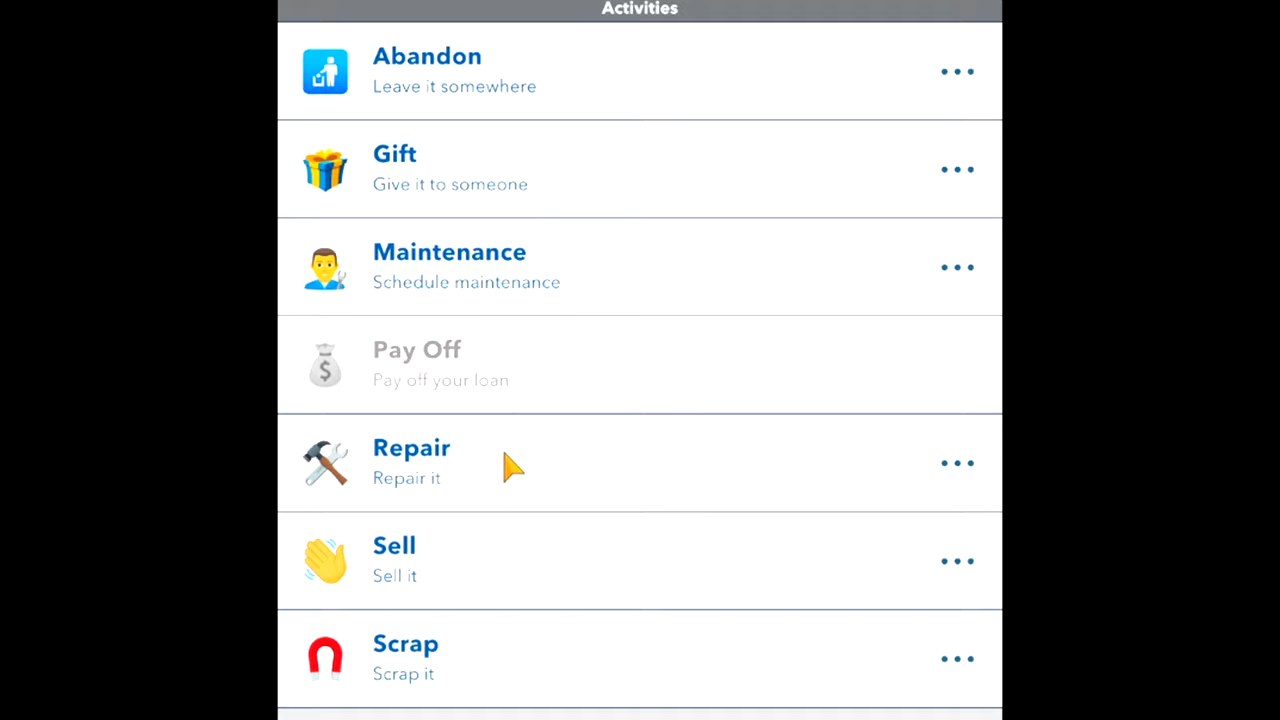 Activities
Abandon
Leave it somewhere
Gift
Give it to someone
Maintenance
Schedule maintenance
Pay Off
Pay off your loan
Repair
Repair it
Sell
Sell it
Scrap
Scrap it